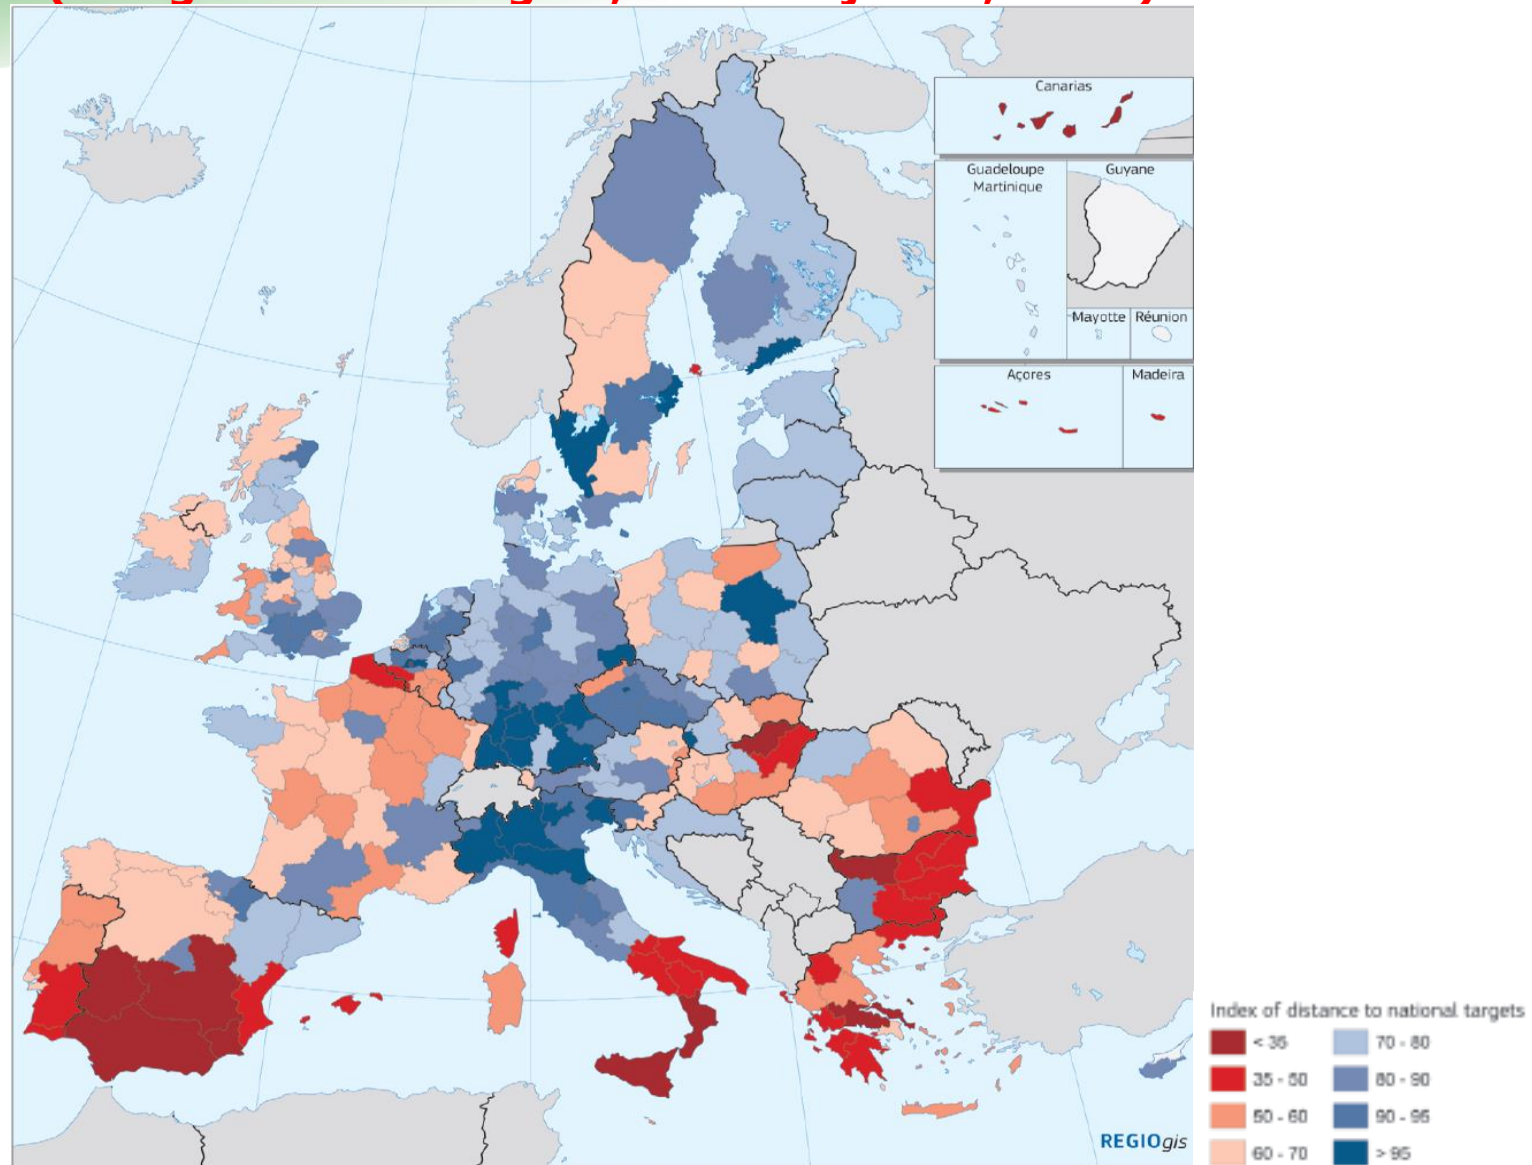 Canarias
Guadeloupe
Martinique
Guyane
Mayotte
Réunion
Açores
Madeira
Index of distance to national targets
< 35
35 - 50
50 - 60
60 - 70
70 - 80
80 - 90
90 - 95
> 95
REGIOgis